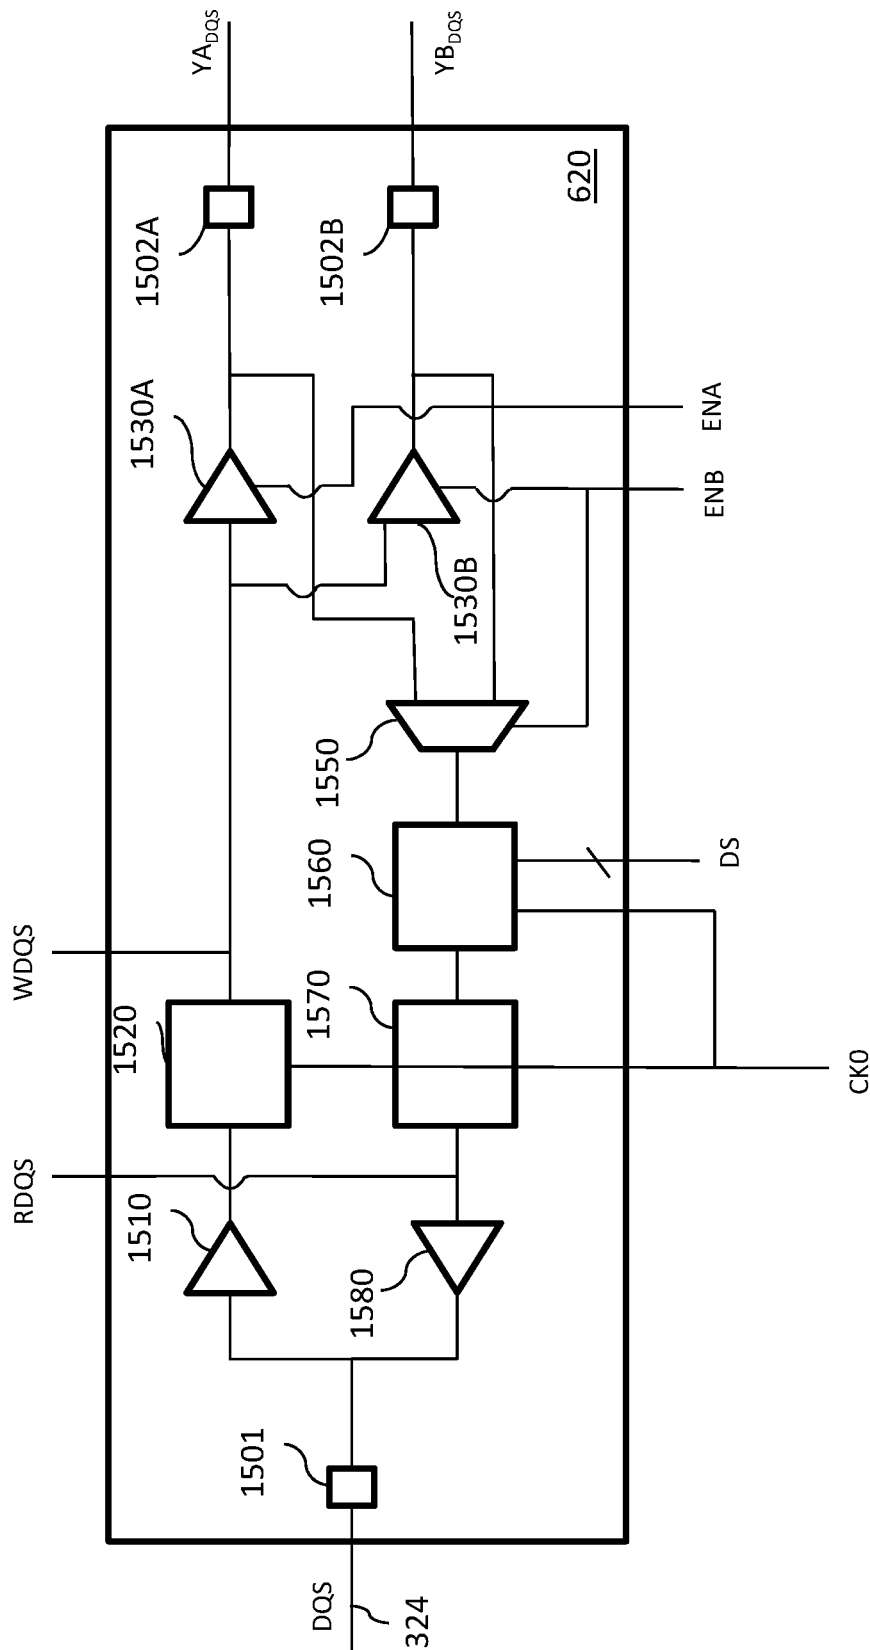 YA_DQS
YB_DQS
1502A
1502B
620
1530A
1530B
ENA
ENB
1550
1560
DS
WDQS
1520
1570
CK0
RDQS
1510
1580
1501
DQS
324